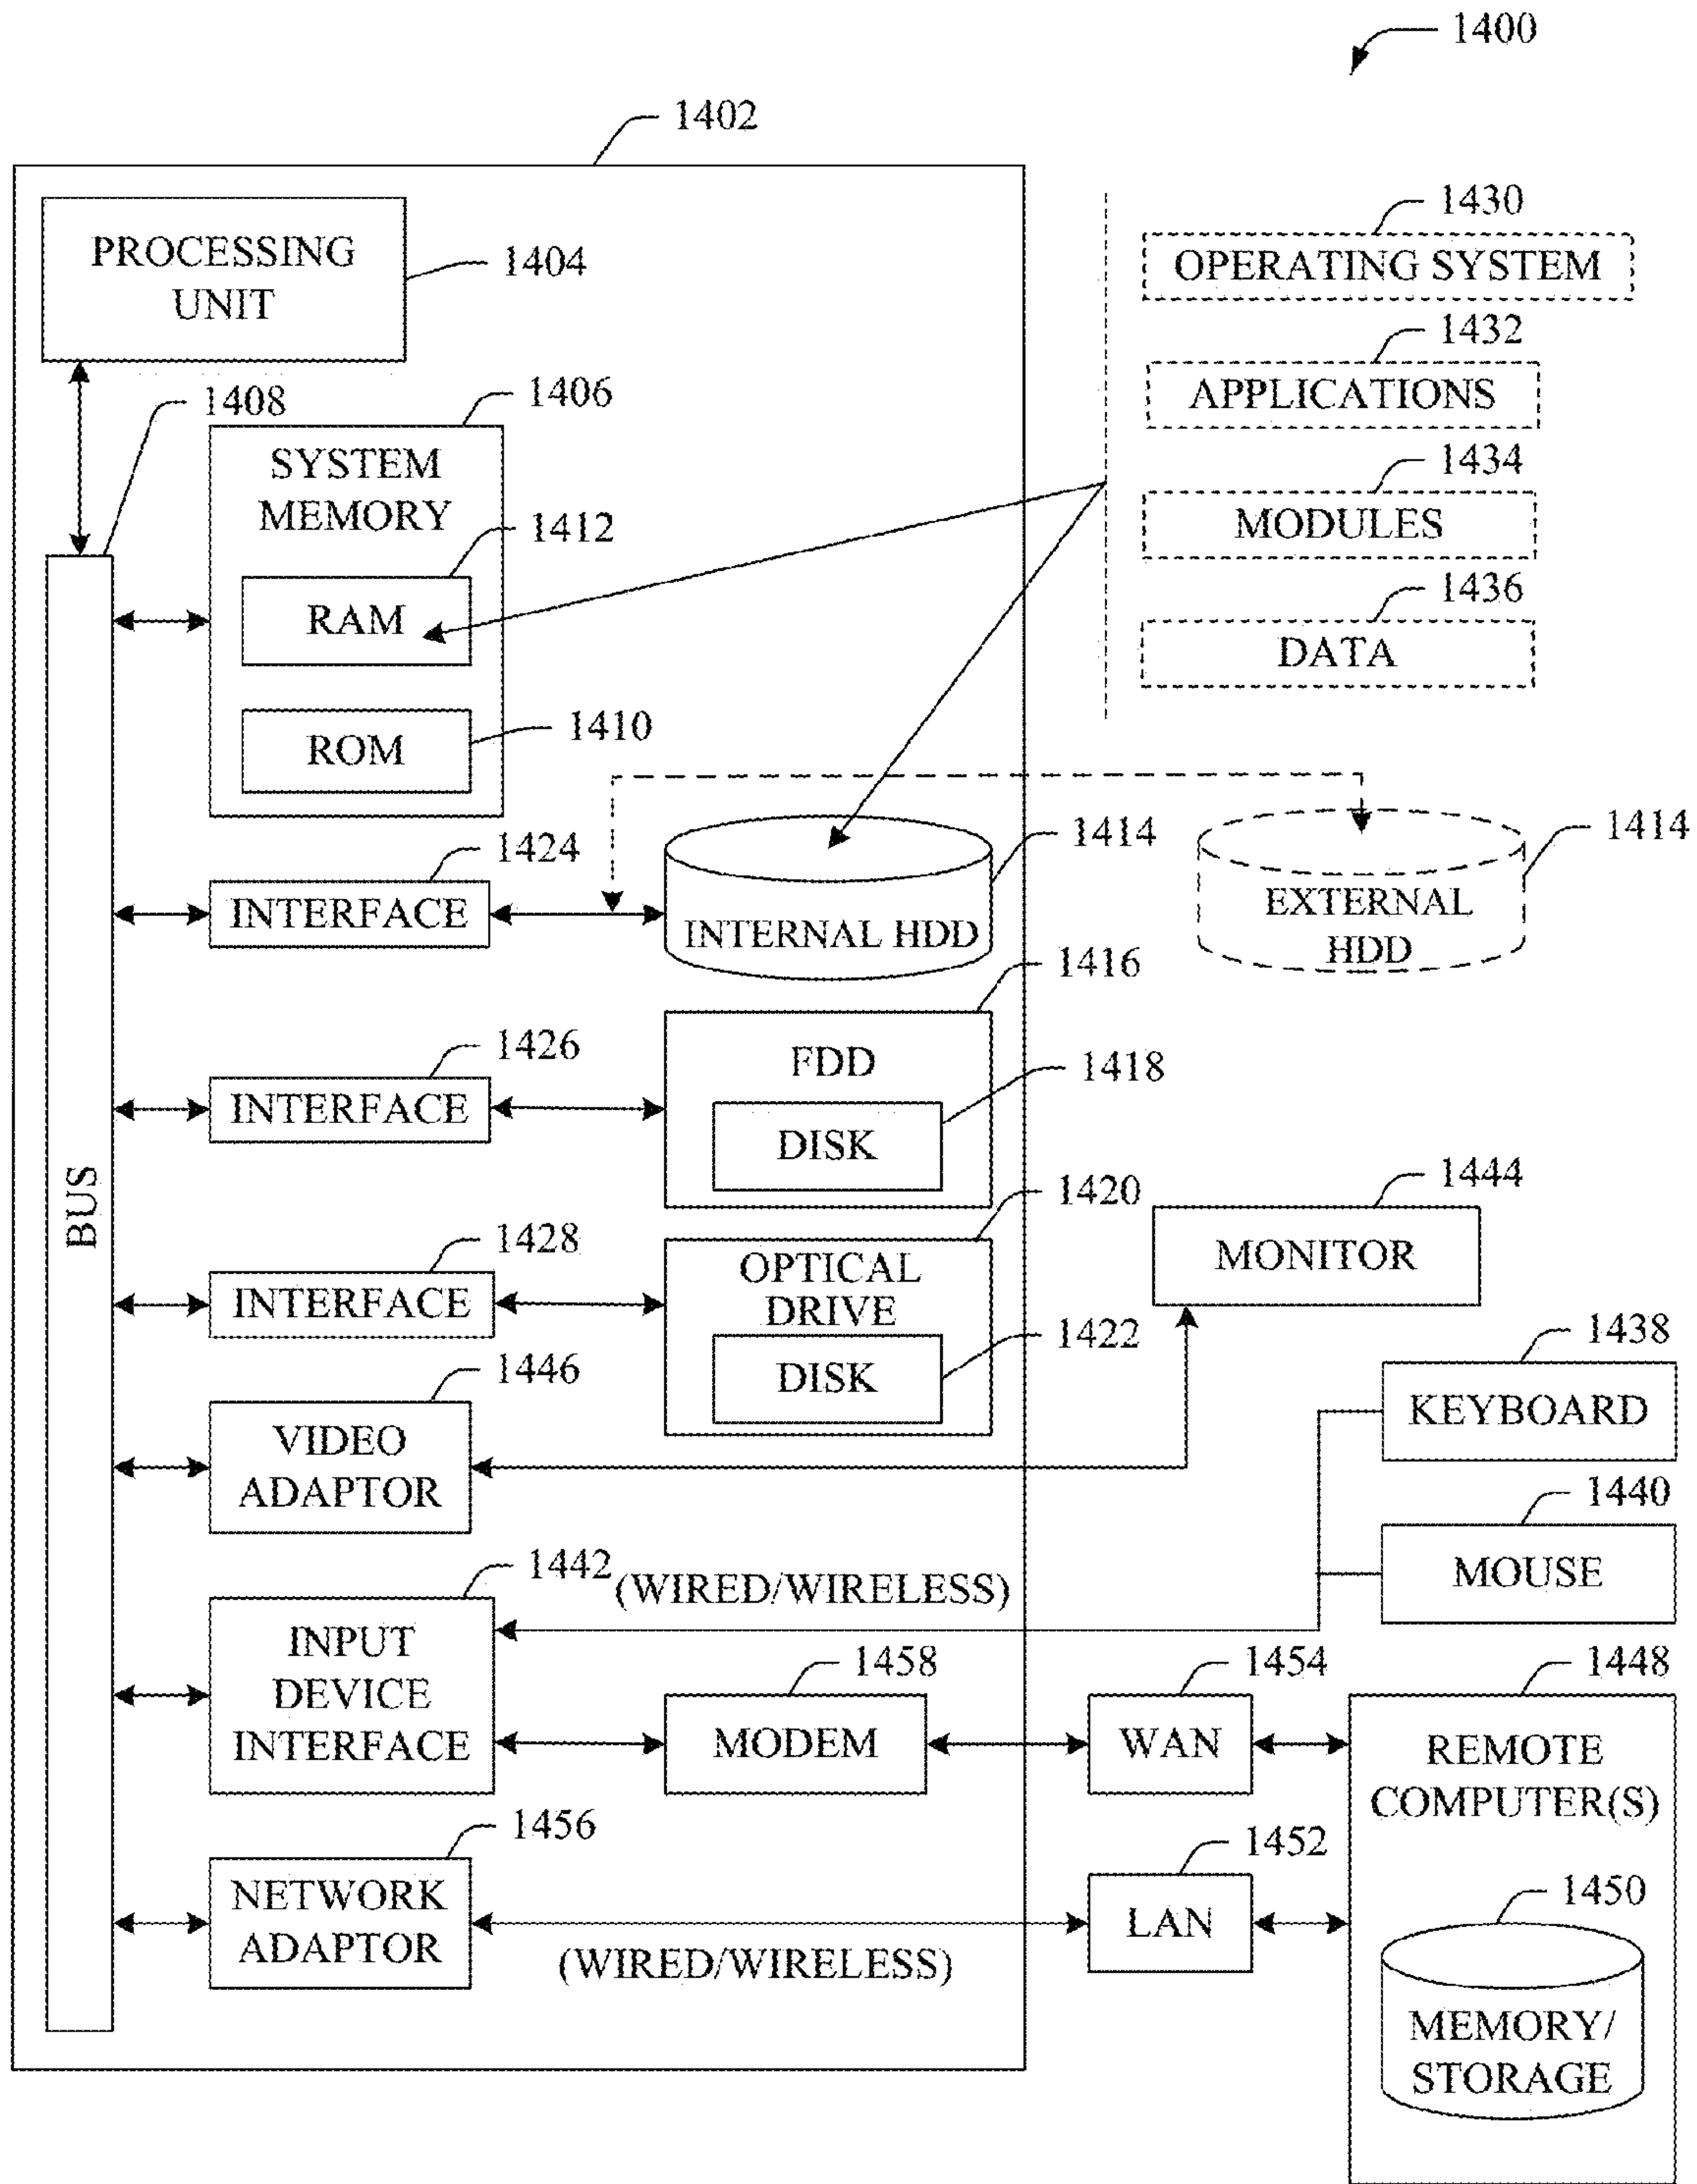 1400
1402
PROCESSING
UNIT
1404
1430
OPERATING SYSTEM
1432
APPLICATIONS
1434
MODULES
1436
DATA
1408
1406
SYSTEM
MEMORY
1412
RAM
1410
ROM
BUS
1424
INTERFACE
1414
INTERNAL HDD
1414
EXTERNAL
HDD
1426
INTERFACE
1416
FDD
1418
DISK
1428
INTERFACE
1420
OPTICAL
DRIVE
1422
DISK
1444
MONITOR
1446
VIDEO
ADAPTOR
1438
KEYBOARD
1440
MOUSE
1442
(WIRED/WIRELESS)
INPUT
DEVICE
INTERFACE
1458
MODEM
1454
WAN
1448
REMOTE
COMPUTER(S)
1456
NETWORK
ADAPTOR
(WIRED/WIRELESS)
1452
LAN
1450
MEMORY/
STORAGE